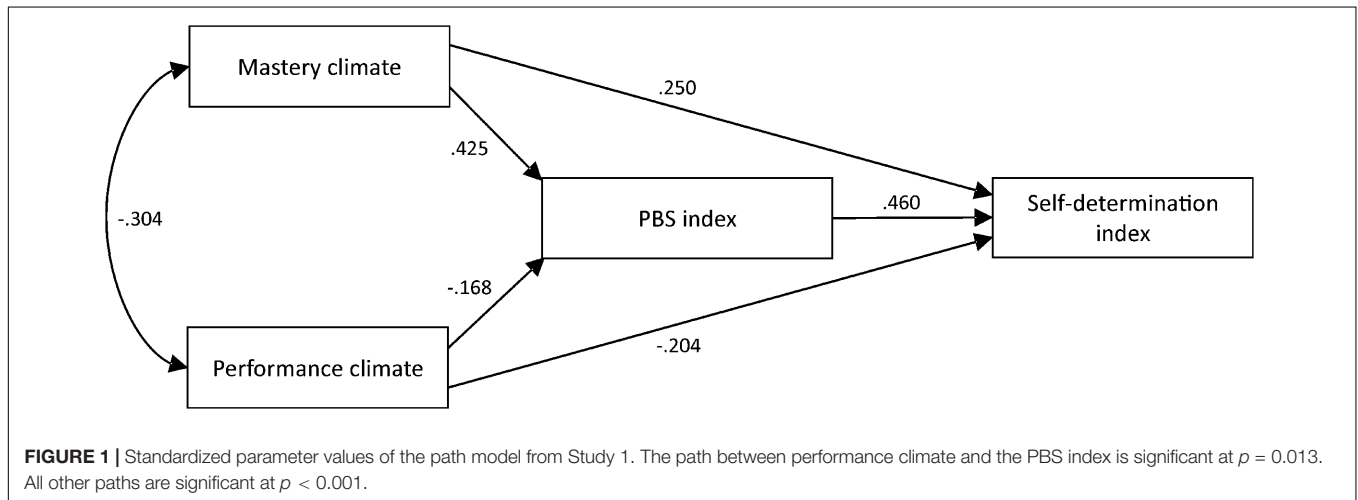 Mastery climate
.250
.425
-.304
PBS index
.460
Self-determination
index
-.168
-.204
Performance climate
FIGURE 1 | Standardized parameter values of the path model from Study 1. The path between performance climate and the PBS index is significant at p = 0.013.
All other paths are significant at p < 0.001.